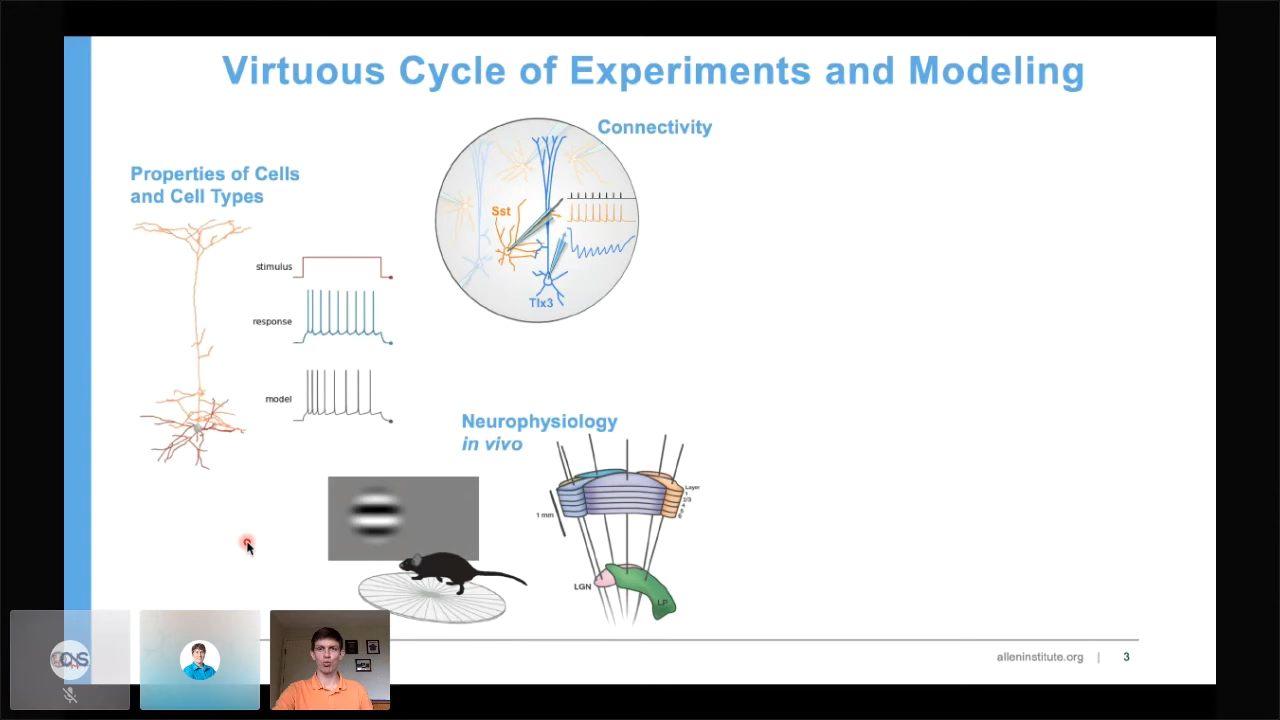 Virtuous Cycle of Experiments and Modeling
Connectivity
Properties of Cells
and Cell Types
Sst
stimulus
Tlx3
response
model
Neurophysiology
in vivo
Layer
1
2/3
4
5
6
1 mm
LGN
LP
alleninstitute.org | 3